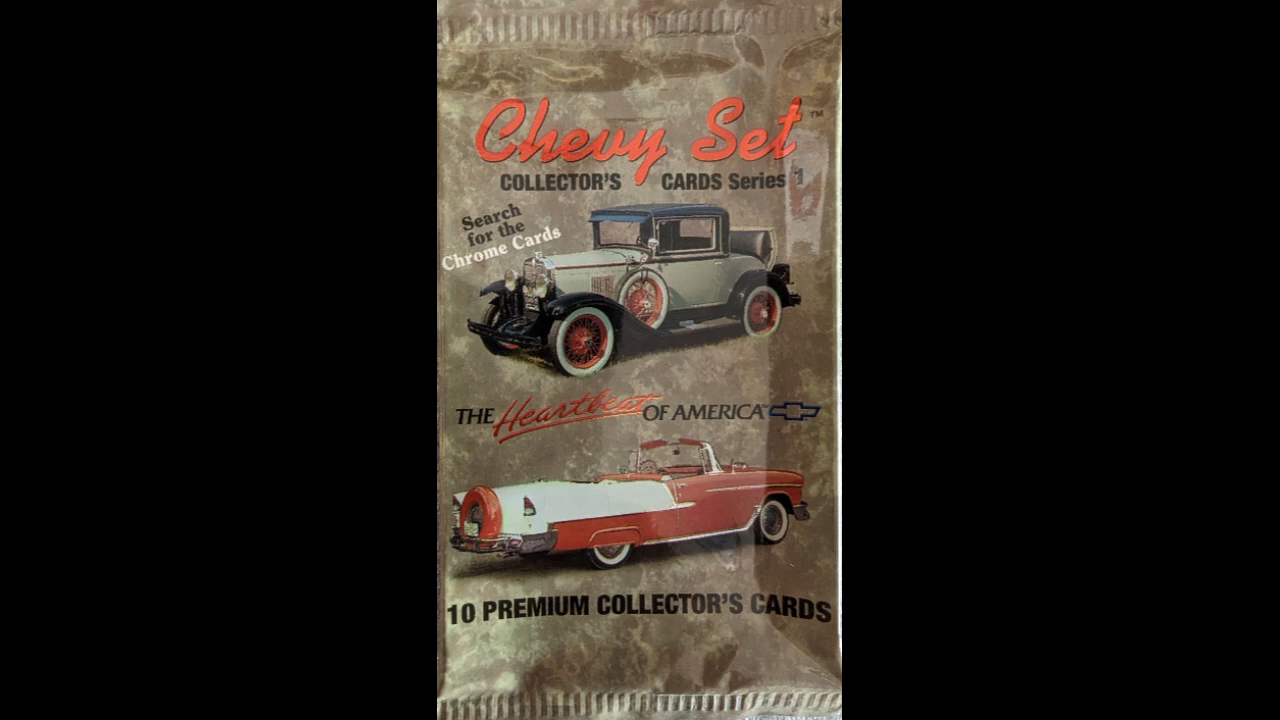 Chevy Set™
COLLECTOR'S CARDS Series 1
Search
for the
Chrome Cards
THE Heartbeat OF AMERICA™
10 PREMIUM COLLECTOR'S CARDS